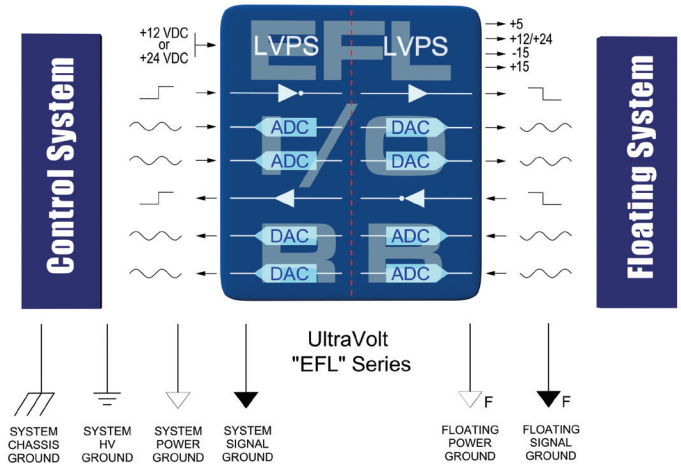 Control System
+12 VDC
or
+24 VDC
EFL
LVPS LVPS
+5
+12/+24
-15
+15
I/O
ADC DAC
ADC DAC
BB
DAC ADC
DAC ADC
Floating System
UltraVolt
"EFL" Series
SYSTEM
CHASSIS
GROUND
SYSTEM
HV
GROUND
SYSTEM
POWER
GROUND
SYSTEM
SIGNAL
GROUND
F
FLOATING
POWER
GROUND
F
FLOATING
SIGNAL
GROUND